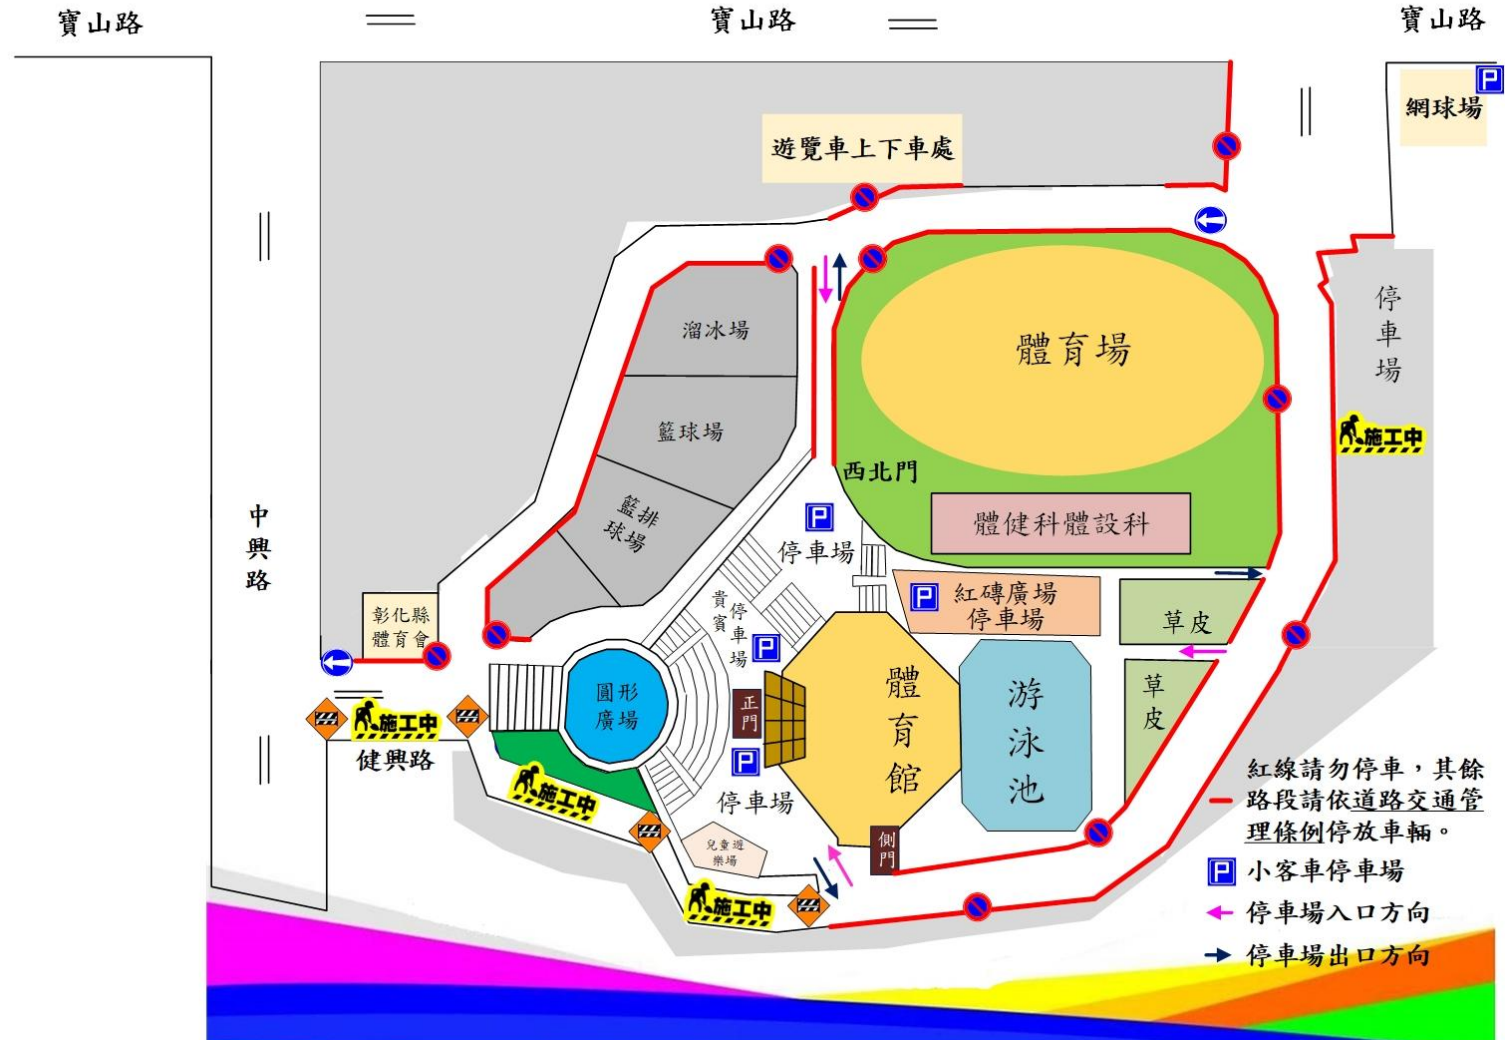 寶山路
寶山路
寶山路
網球場
遊覽車上下車處
停車場
施工中
溜冰場
體育場
籃球場
西北門
籃排
球場
體健科體設科
停車場
中興路
彰化縣
體育會
貴賓
停車場
紅磚廣場
停車場
草皮
圓形
廣場
正門
體育館
游泳池
草皮
施工中
健興路
施工中
停車場
兒童遊
樂場
側門
施工中
紅線請勿停車，其餘
路段請依道路交通管
理條例停放車輛。
P 小客車停車場
停車場入口方向
停車場出口方向
P
P
P
P
P